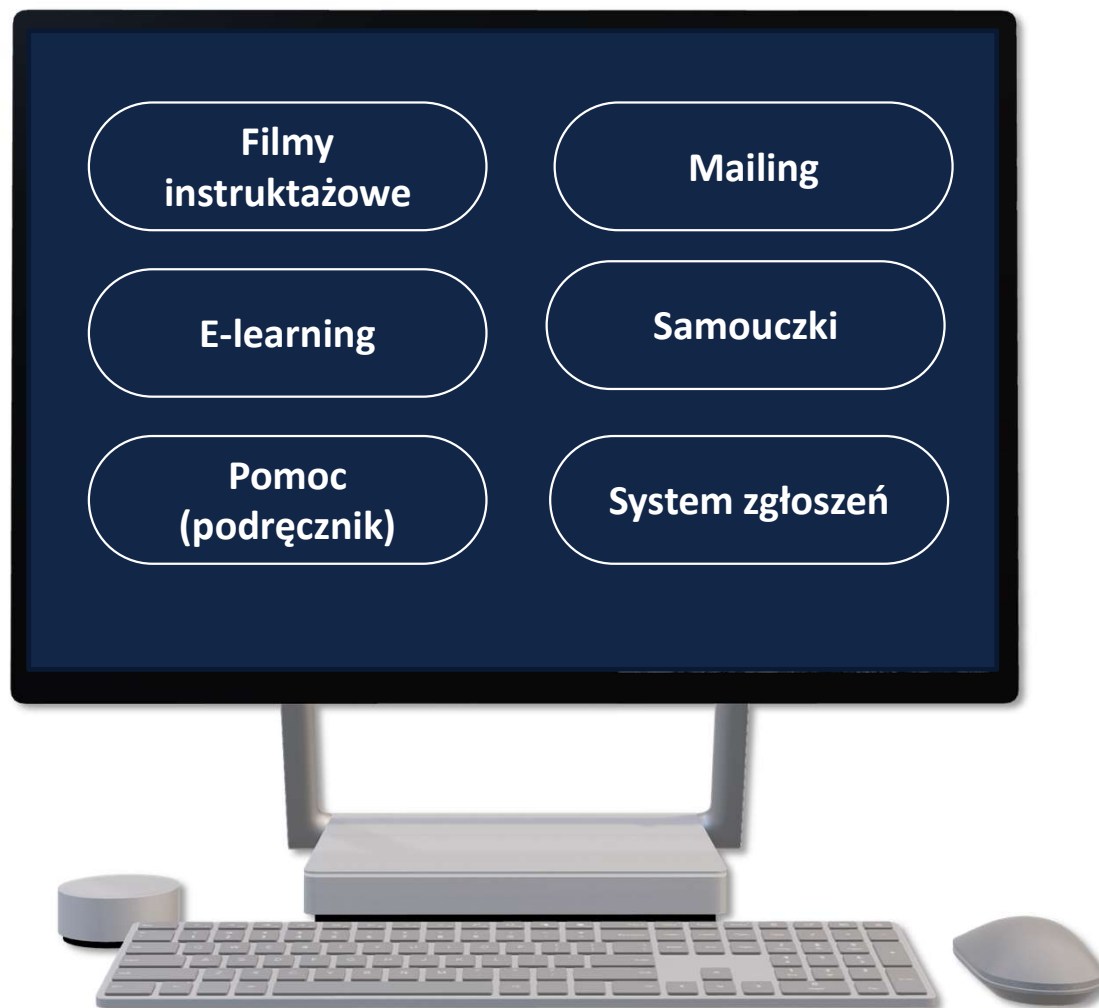 Filmy
instruktażowe
Mailing
E-learning
Samouczki
Pomoc
(podręcznik)
System zgłoszeń